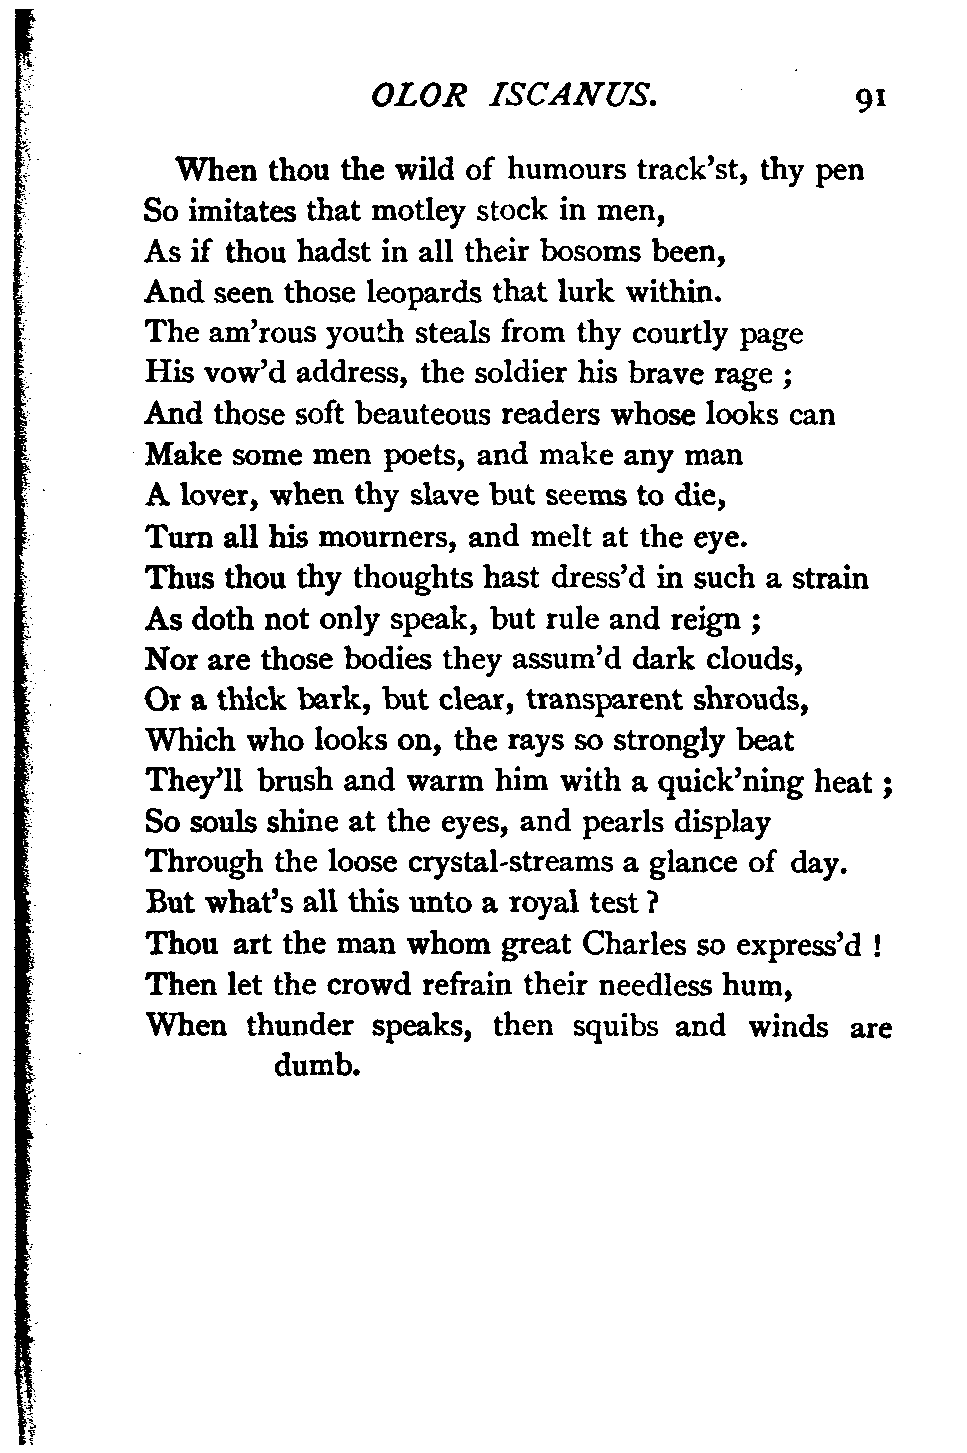 OLOR ISCANUS. 91
When thou the wild of humours track'st, thy pen
So imitates that motley stock in men,
As if thou hadst in all their bosoms been,
And seen those leopards that lurk within.
The am'rous youth steals from thy courtly page
His vow'd address, the soldier his brave rage ;
And those soft beauteous readers whose looks can
Make some men poets, and make any man
A lover, when thy slave but seems to die,
Turn all his mourners, and melt at the eye.
Thus thou thy thoughts hast dress'd in such a strain
As doth not only speak, but rule and reign ;
Nor are those bodies they assum'd dark clouds,
Or a thick bark, but clear, transparent shrouds,
Which who looks on, the rays so strongly beat
They'll brush and warm him with a quick'ning heat ;
So souls shine at the eyes, and pearls display
Through the loose crystal-streams a glance of day.
But what's all this unto a royal test ?
Thou art the man whom great Charles so express'd !
Then let the crowd refrain their needless hum,
When thunder speaks, then squibs and winds are
dumb.